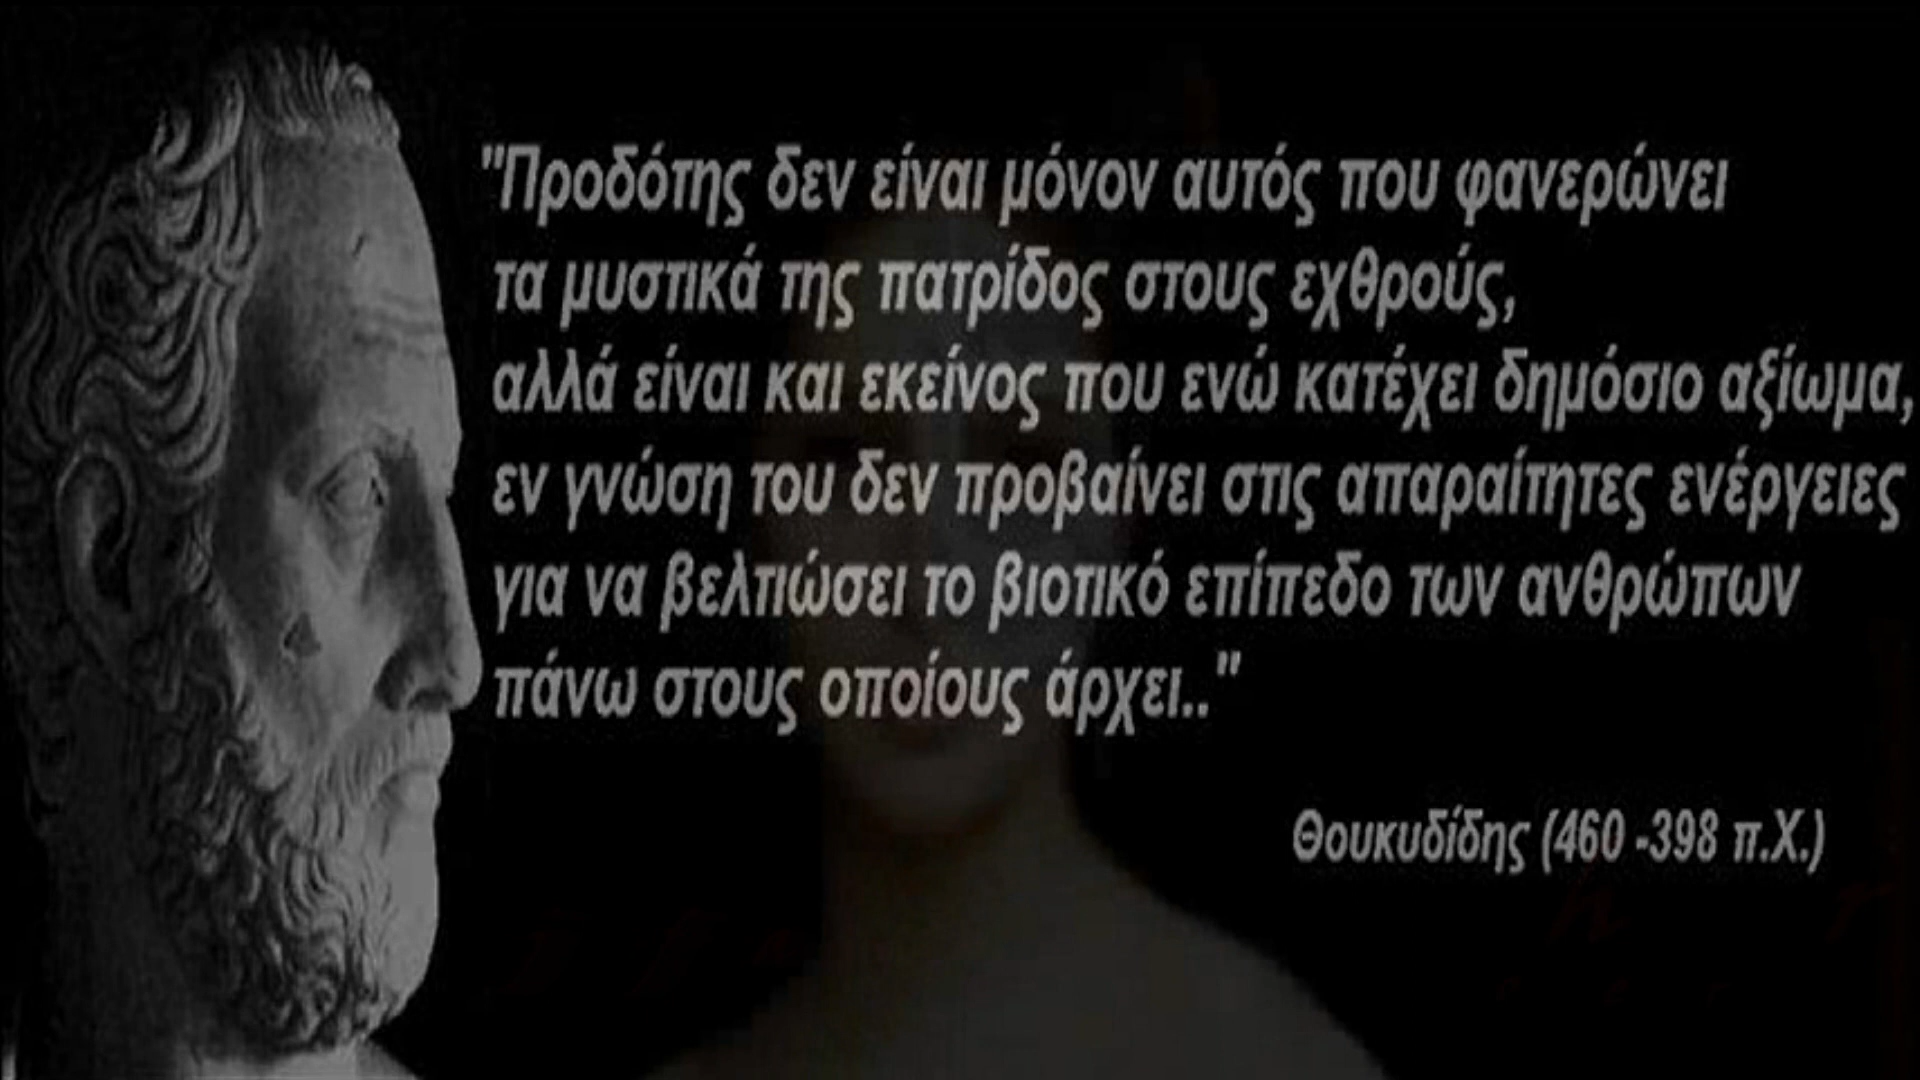 "Προδότης δεν είναι μόνον αυτός που φανερώνει
τα μυστικά της πατρίδος στους εχθρούς,
αλλά είναι και εκείνος που ενώ κατέχει δημόσιο αξίωμα,
εν γνώση του δεν προβαίνει στις απαραίτητες ενέργειες
για να βελτιώσει το βιοτικό επίπεδο των ανθρώπων
πάνω στους οποίους άρχει.."
Θουκυδίδης (460 -398 π.Χ.)